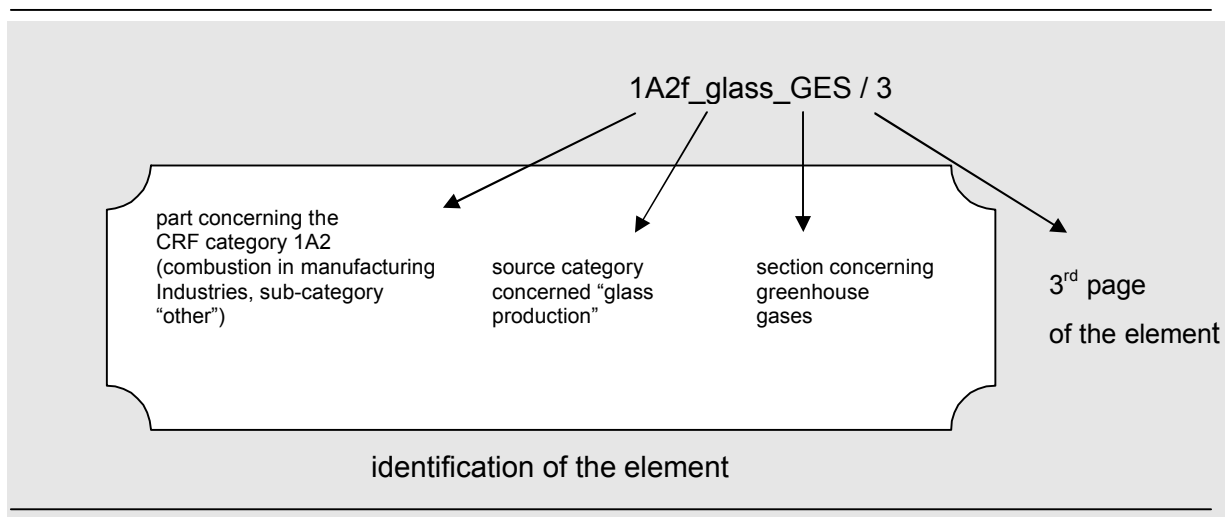 1A2f_glass_GES / 3
part concerning the
CRF category 1A2
(combustion in manufacturing
Industries, sub-category
“other”)
source category
concerned “glass
production”
section concerning
greenhouse
gases
3rd page
of the element
identification of the element